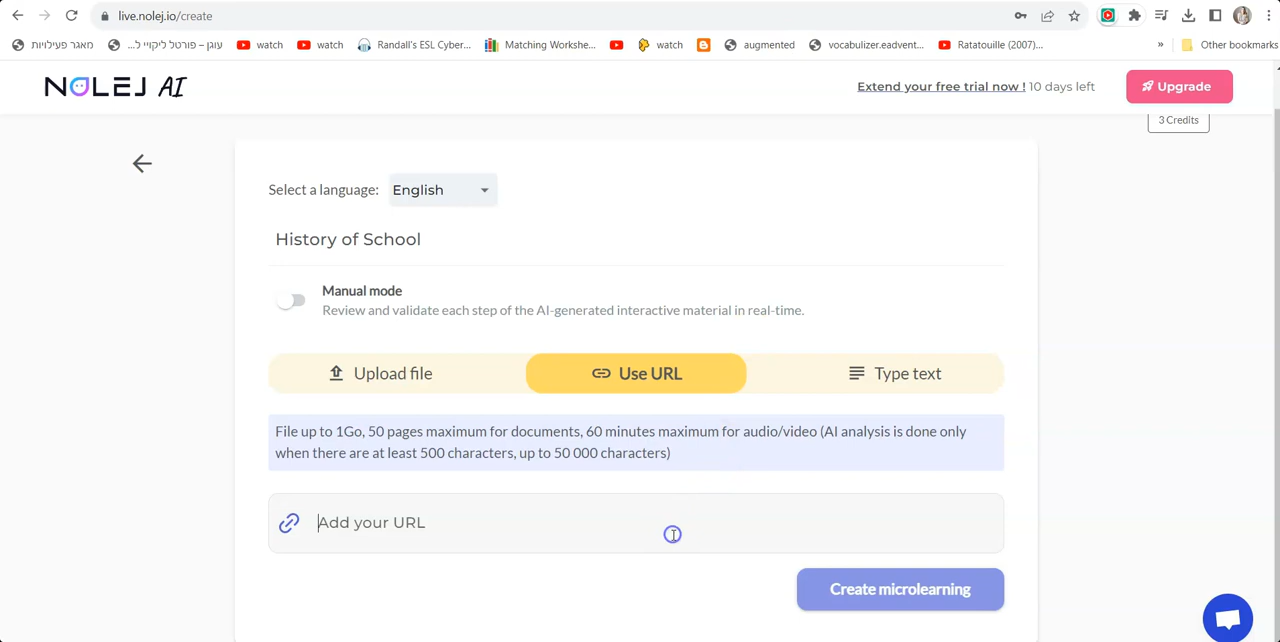 live.nolej.io/create
מאגר פעילויות
עוגן – פורטל ליקויי ל...
watch
watch
Randall's ESL Cyber...
Matching Workshe...
watch
augmented
vocabulizer.eadvent...
Ratatouille (2007)...
»
Other bookmarks
NOLEJ AI
Extend your free trial now ! 10 days left
Upgrade
3 Credits
Select a language: English
History of School
Manual mode
Review and validate each step of the AI-generated interactive material in real-time.
Upload file
Use URL
Type text
File up to 1Go, 50 pages maximum for documents, 60 minutes maximum for audio/video (AI analysis is done only
when there are at least 500 characters, up to 50 000 characters)
Add your URL
Create microlearning